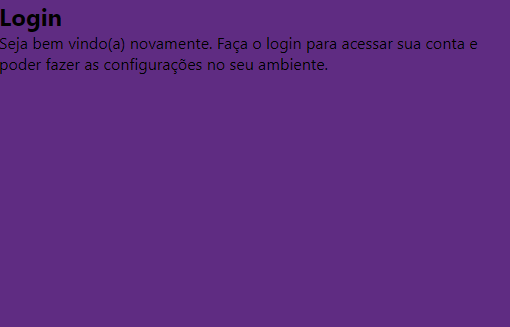 Login
Seja bem vindo(a) novamente. Faça o login para acessar sua conta e
poder fazer as configurações no seu ambiente.